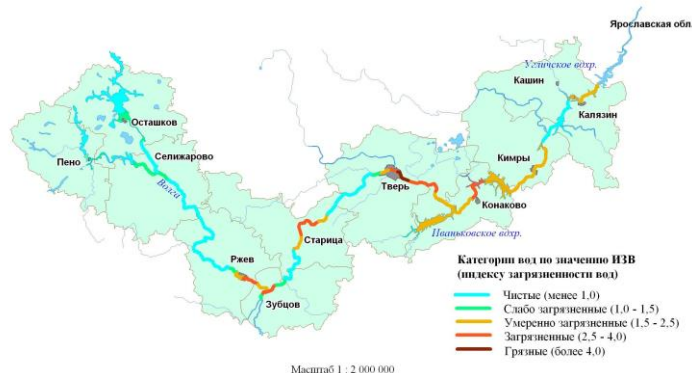 Ярославская обл.
Угличское вохр.
Кашин
Калязин
Осташков
Селижарово
Пено
Волга
Кимры
Тверь
Конаково
Иваньковское вохр.
Старица
Ржев
Зубцов
Категории вод по значению ИЗВ
(индексу загрязненности вод)
Чистые (менее 1,0)
Слабо загрязненные (1,0 - 1,5)
Умеренно загрязненные (1,5 - 2,5)
Загрязненные (2,5 - 4,0)
Грязные (более 4,0)
Масштаб 1 : 2 000 000